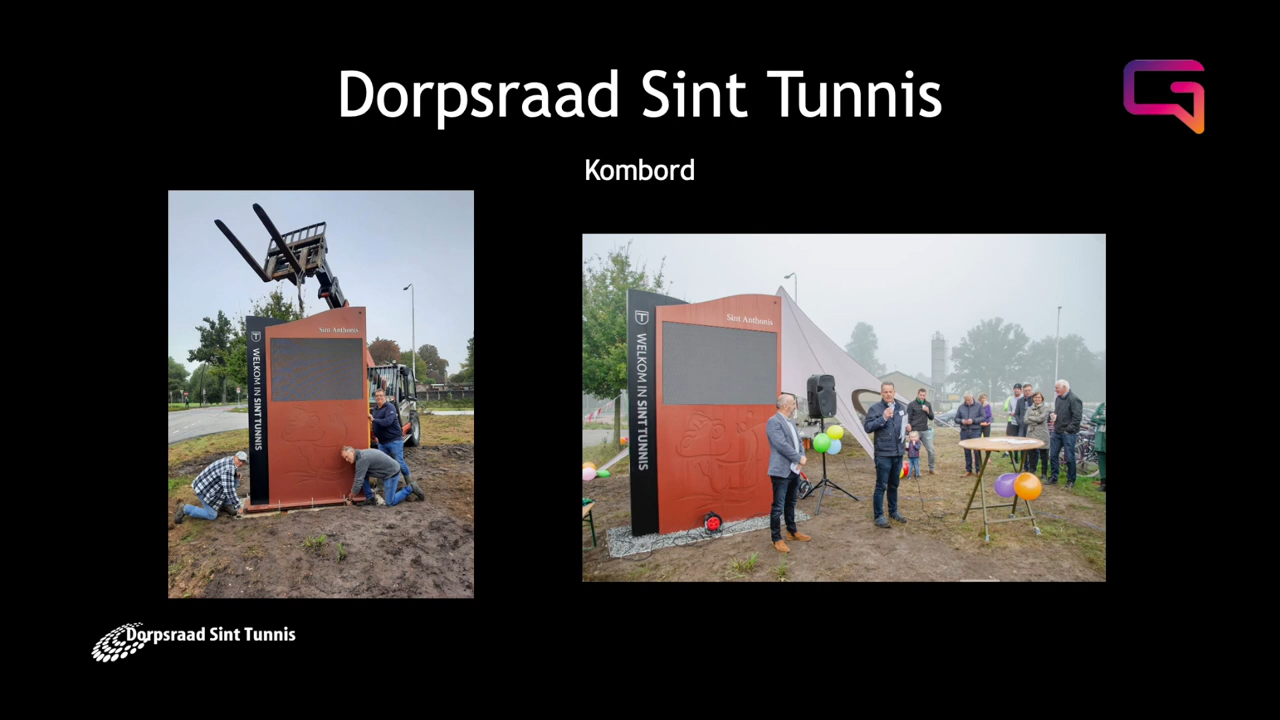 Dorpsraad Sint Tunnis
Kombord
Sint Anthonis
WELKOM IN SINT TUNNIS
Sint Anthonis
WELKOM IN SINT TUNNIS
Dorpsraad Sint Tunnis